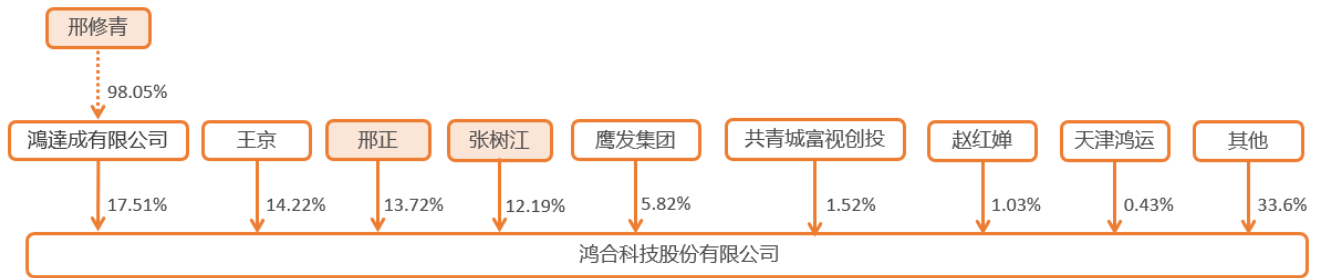 邢修青
98.05%
鴻達成有限公司
王京
邢正
张树江
鹰发集团
共青城富视创投
赵红婵
天津鸿运
其他
17.51%
14.22%
13.72%
12.19%
5.82%
1.52%
1.03%
0.43%
33.6%
鸿合科技股份有限公司